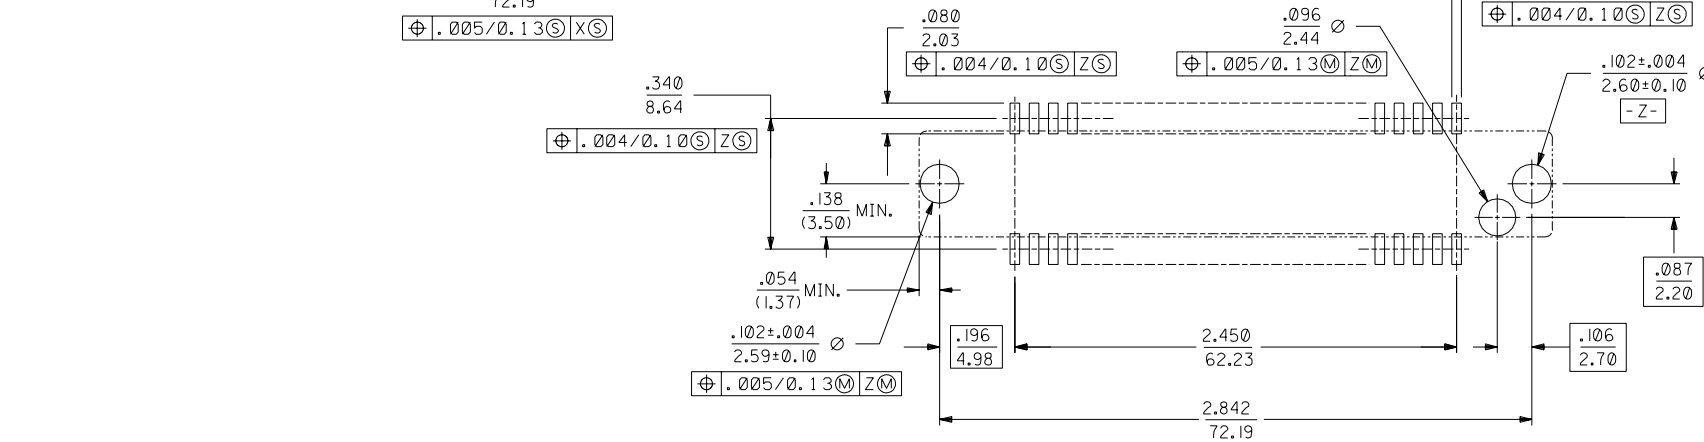 72.19
⌖ .005/0.13Ⓢ XⓈ
.080
2.03
⌖ .004/0.10Ⓢ ZⓈ
.096
2.44 Ø
⌖ .005/0.13Ⓜ ZⓂ
⌖ .004/0.10Ⓢ ZⓈ
.102±.004
2.60±0.10
-Z-
.340
8.64
⌖ .004/0.10Ⓢ ZⓈ
.138
(3.50) MIN.
.054
(1.37) MIN.
.087
2.20
.102±.004
2.59±0.10 Ø
⌖ .005/0.13Ⓜ ZⓂ
.196
4.98
2.450
62.23
.106
2.70
2.842
72.19